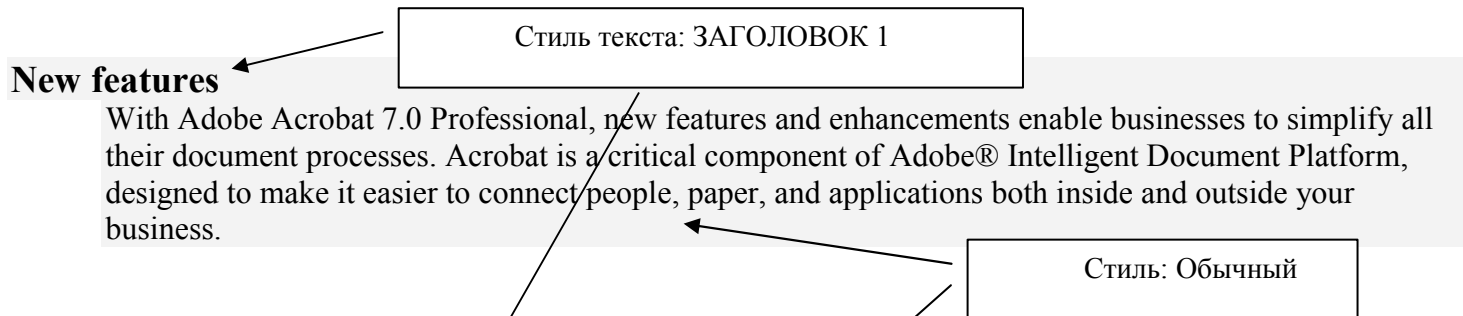 Стиль текста: ЗАГОЛОВОК 1
New features
With Adobe Acrobat 7.0 Professional, new features and enhancements enable businesses to simplify all
their document processes. Acrobat is a critical component of Adobe® Intelligent Document Platform,
designed to make it easier to connect people, paper, and applications both inside and outside your
business.
Стиль: Обычный